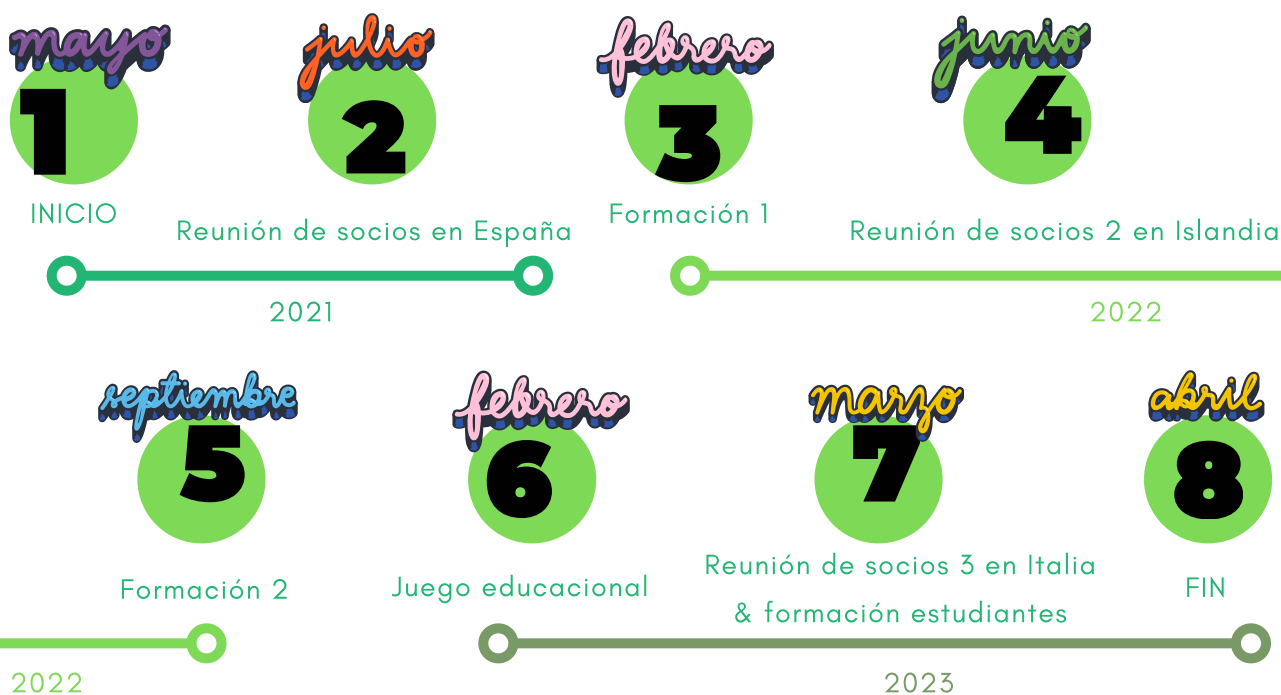 mayo
1
INICIO
julio
2
Reunión de socios en España
2021
febrero
3
Formación 1
junio
4
Reunión de socios 2 en Islandia
2022
septiembre
5
Formación 2
2022
febrero
6
Juego educacional
marzo
7
Reunión de socios 3 en Italia
& formación estudiantes
abril
8
FIN
2023